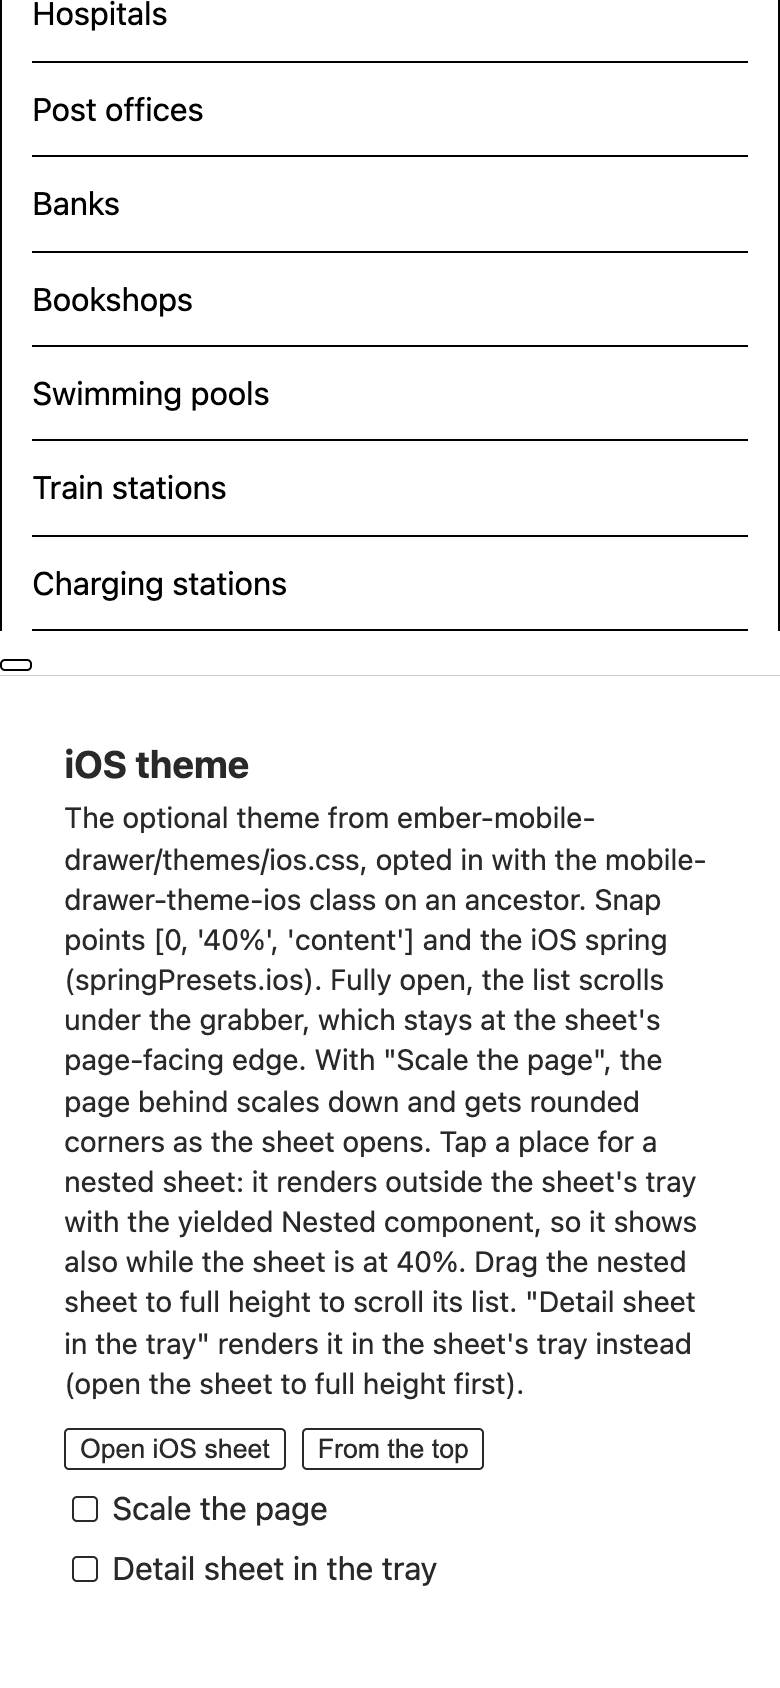 Hospitals
Post offices
Banks
Bookshops
Swimming pools
Train stations
Charging stations
iOS theme
The optional theme from ember-mobile-
drawer/themes/ios.css, opted in with the mobile-
drawer-theme-ios class on an ancestor. Snap
points [0, '40%', 'content'] and the iOS spring
(springPresets.ios). Fully open, the list scrolls
under the grabber, which stays at the sheet's
page-facing edge. With "Scale the page", the
page behind scales down and gets rounded
corners as the sheet opens. Tap a place for a
nested sheet: it renders outside the sheet's tray
with the yielded Nested component, so it shows
also while the sheet is at 40%. Drag the nested
sheet to full height to scroll its list. "Detail sheet
in the tray" renders it in the sheet's tray instead
(open the sheet to full height first).
Open iOS sheet From the top
Scale the page
Detail sheet in the tray